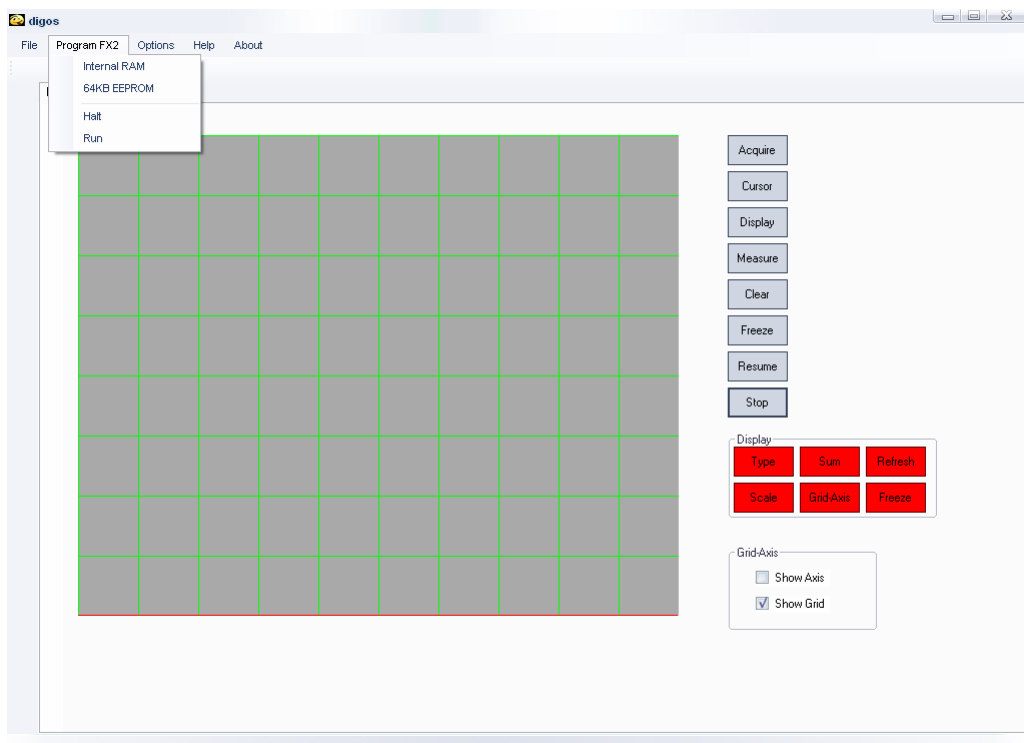 digos
File Program FX2 Options Help About
Internal RAM
64KB EEPROM
Halt
Run
Acquire
Cursor
Display
Measure
Clear
Freeze
Resume
Stop
Display
Type Sum Refresh
Scale Grid-Axis Freeze
Grid-Axis
Show Axis
Show Grid